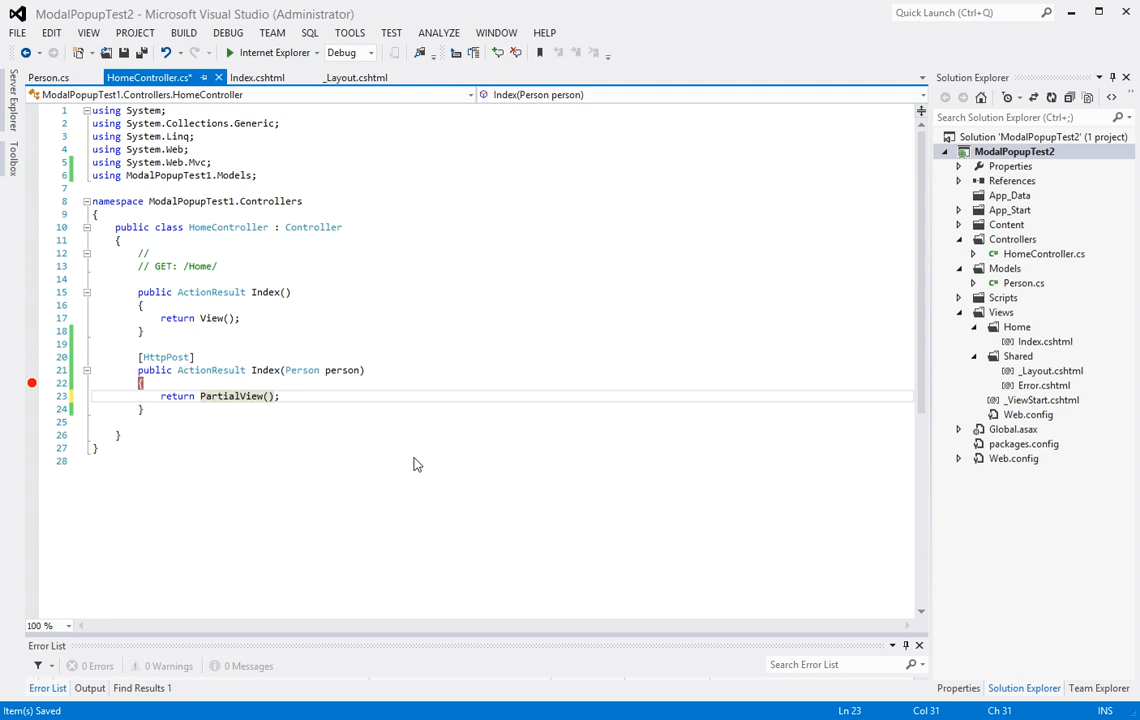 ModalPopupTest2 - Microsoft Visual Studio (Administrator)
Quick Launch (Ctrl+Q)
FILE EDIT VIEW PROJECT BUILD DEBUG TEAM SQL TOOLS TEST ANALYZE WINDOW HELP
Internet Explorer Debug
Server Explorer
Toolbox
Person.cs HomeController.cs* Index.cshtml _Layout.cshtml
ModalPopupTest1.Controllers.HomeController Index(Person person)
1 using System;
2 using System.Collections.Generic;
3 using System.Linq;
4 using System.Web;
5 using System.Web.Mvc;
6 using ModalPopupTest1.Models;
7
8 namespace ModalPopupTest1.Controllers
9 {
10 public class HomeController : Controller
11 {
12 //
13 // GET: /Home/
14
15 public ActionResult Index()
16 {
17 return View();
18 }
19
20 [HttpPost]
21 public ActionResult Index(Person person)
22 {
23 return PartialView();
24 }
25
26 }
27 }
28
100 %
Solution Explorer
Search Solution Explorer (Ctrl+;)
Solution 'ModalPopupTest2' (1 project)
ModalPopupTest2
Properties
References
App_Data
App_Start
Content
Controllers
HomeController.cs
Models
Person.cs
Scripts
Views
Home
Index.cshtml
Shared
_Layout.cshtml
Error.cshtml
_ViewStart.cshtml
Web.config
Global.asax
packages.config
Web.config
Error List
0 Errors 0 Warnings 0 Messages
Search Error List
Error List Output Find Results 1
Properties Solution Explorer Team Explorer
Item(s) Saved Ln 23 Col 31 Ch 31 INS